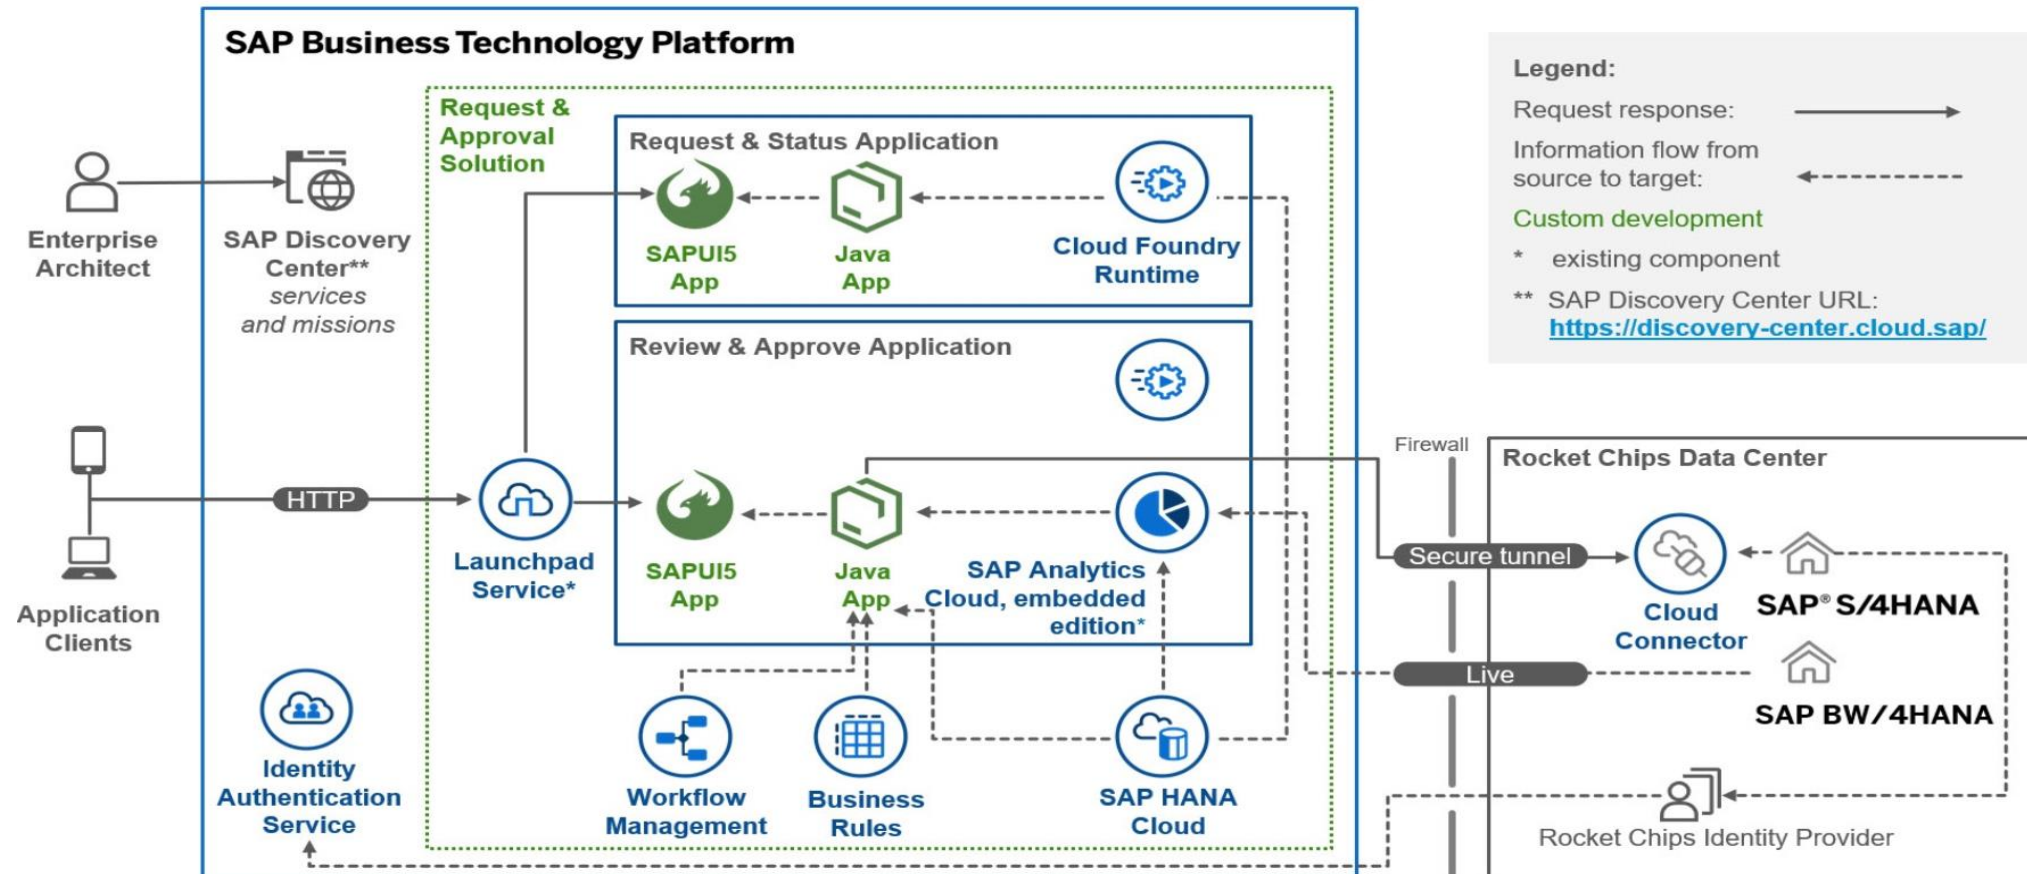 SAP Business Technology Platform
Request &
Approval
Solution
Request & Status Application
SAPUI5
App
Java
App
Cloud Foundry
Runtime
Enterprise
Architect
SAP Discovery
Center**
services
and missions
Review & Approve Application
HTTP
Launchpad
Service*
SAPUI5
App
Java
App
SAP Analytics
Cloud, embedded
edition*
Application
Clients
Identity
Authentication
Service
Workflow
Management
Business
Rules
SAP HANA
Cloud
Legend:
Request response:
Information flow from
source to target:
Custom development
* existing component
** SAP Discovery Center URL:
https://discovery-center.cloud.sap/
Firewall
Rocket Chips Data Center
Secure tunnel
Cloud
Connector
SAP® S/4HANA
Live
SAP BW/4HANA
Rocket Chips Identity Provider